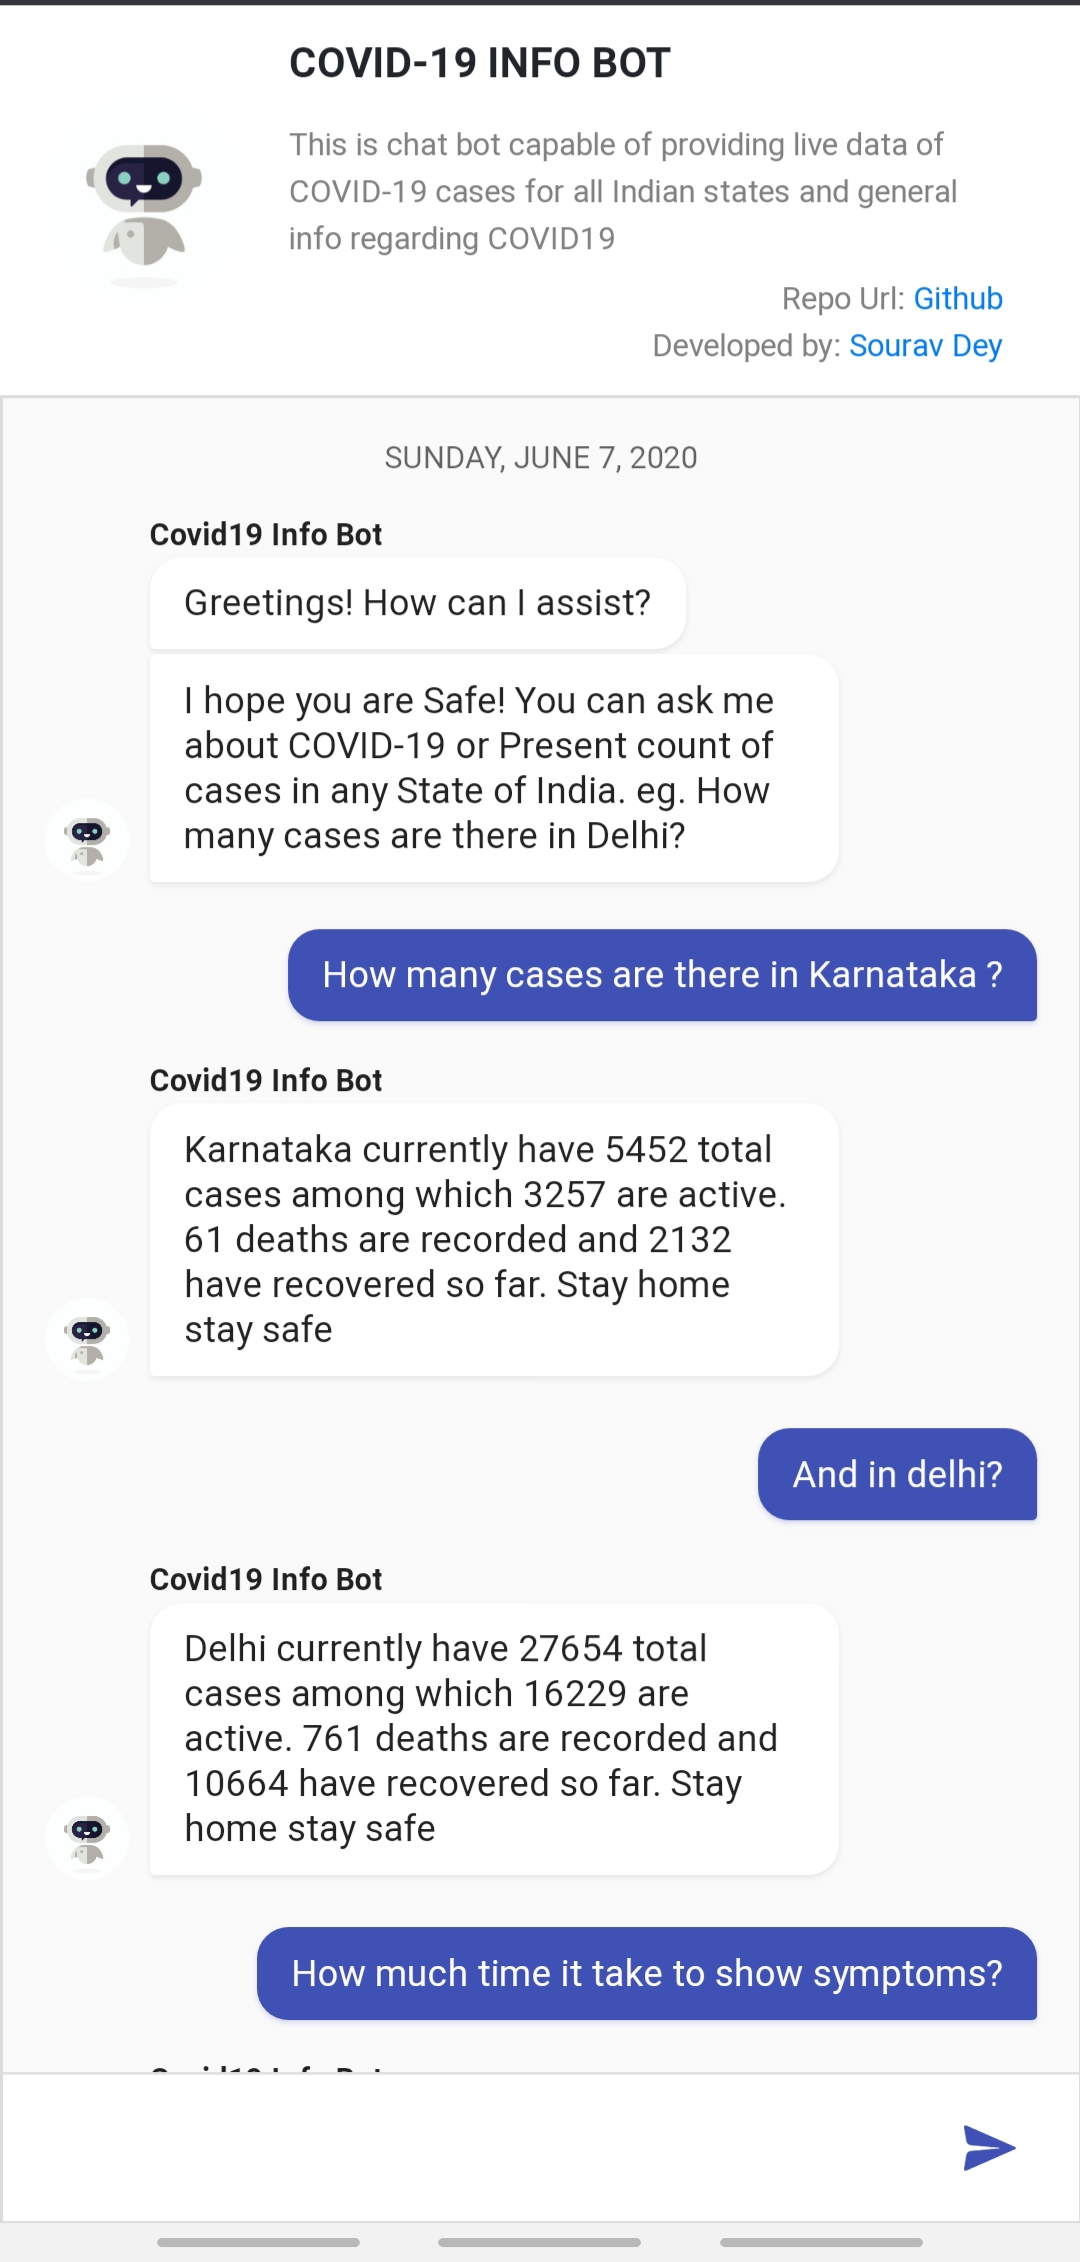 COVID-19 INFO BOT
This is chat bot capable of providing live data of
COVID-19 cases for all Indian states and general
info regarding COVID19
Repo Url: Github
Developed by: Sourav Dey
SUNDAY, JUNE 7, 2020
Covid19 Info Bot
Greetings! How can I assist?
I hope you are Safe! You can ask me
about COVID-19 or Present count of
cases in any State of India. eg. How
many cases are there in Delhi?
How many cases are there in Karnataka ?
Covid19 Info Bot
Karnataka currently have 5452 total
cases among which 3257 are active.
61 deaths are recorded and 2132
have recovered so far. Stay home
stay safe
And in delhi?
Covid19 Info Bot
Delhi currently have 27654 total
cases among which 16229 are
active. 761 deaths are recorded and
10664 have recovered so far. Stay
home stay safe
How much time it take to show symptoms?